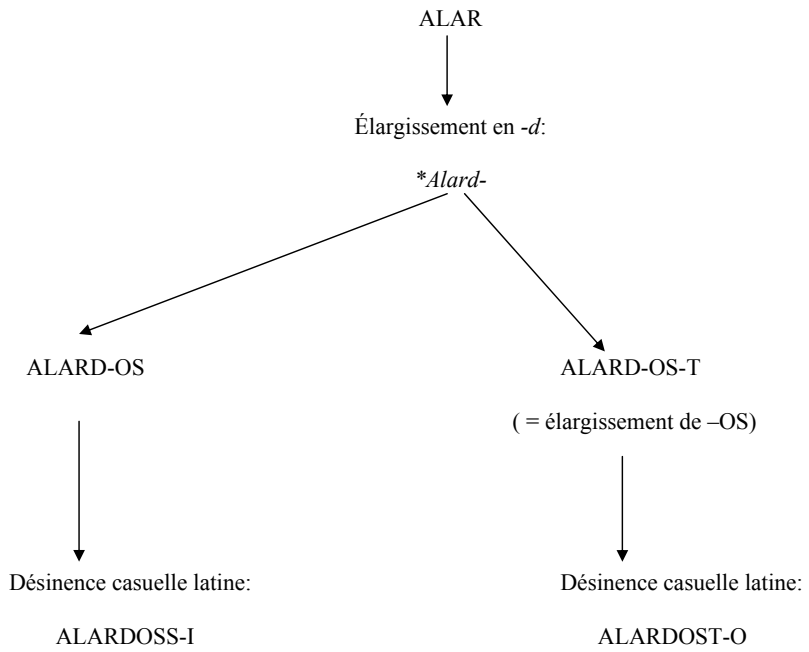 ALAR
Élargissement en -d:
*Alard-
ALARD-OS
ALARD-OS-T
( = élargissement de –OS)
Désinence casuelle latine:
Désinence casuelle latine:
ALARDOSS-I
ALARDOST-O